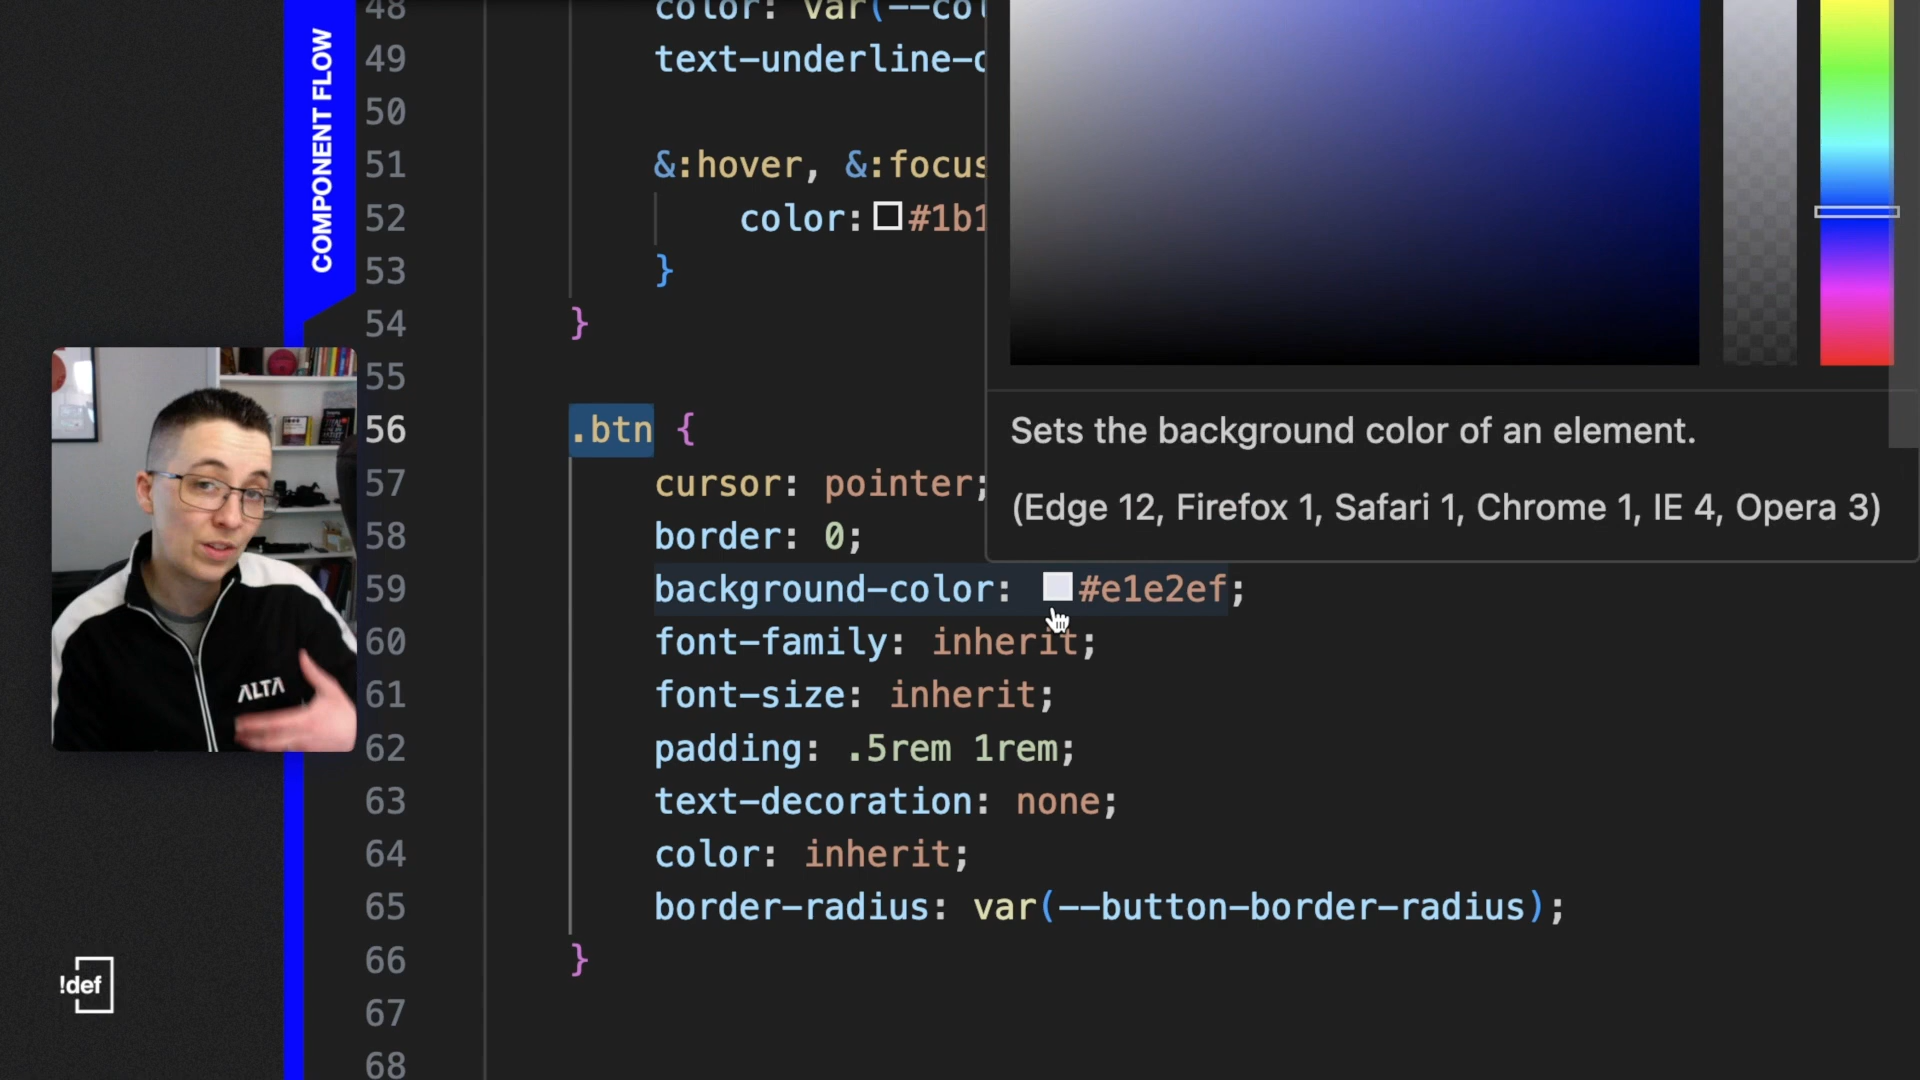 COMPONENT FLOW
48 color: var(--col
49 text-underline-o
50
51 &:hover, &:focus
52 color: #1b1
53 }
54 }
55
56 .btn {
57 cursor: pointer;
58 border: 0;
59 background-color: #e1e2ef;
60 font-family: inherit;
61 font-size: inherit;
62 padding: .5rem 1rem;
63 text-decoration: none;
64 color: inherit;
65 border-radius: var(--button-border-radius);
66 }
67
68
Sets the background color of an element.
(Edge 12, Firefox 1, Safari 1, Chrome 1, IE 4, Opera 3)
ALTA
!def